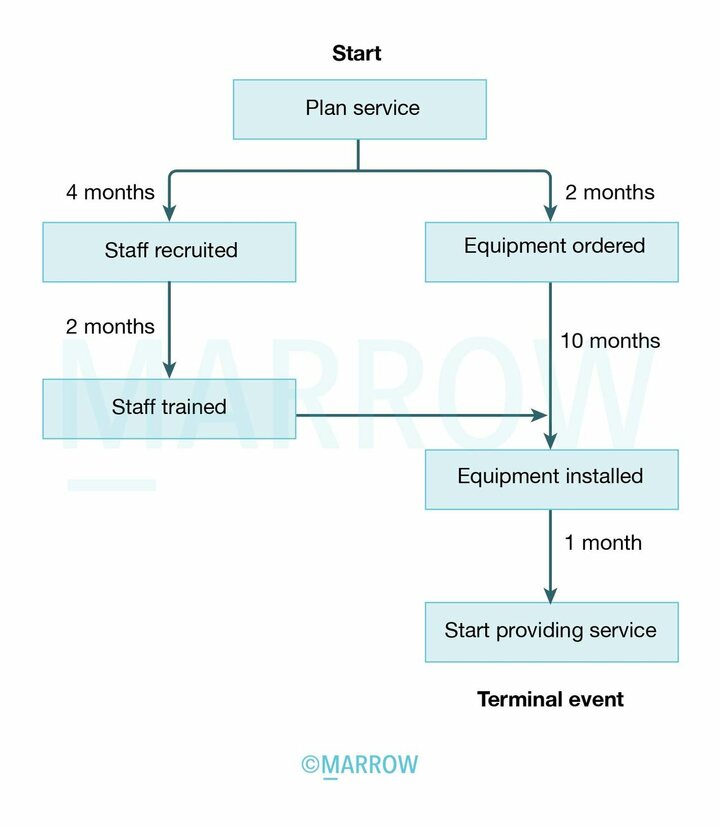 Start
Plan service
4 months
2 months
Staff recruited
Equipment ordered
2 months
10 months
MARROW
Staff trained
Equipment installed
1 month
Start providing service
Terminal event
©MARROW